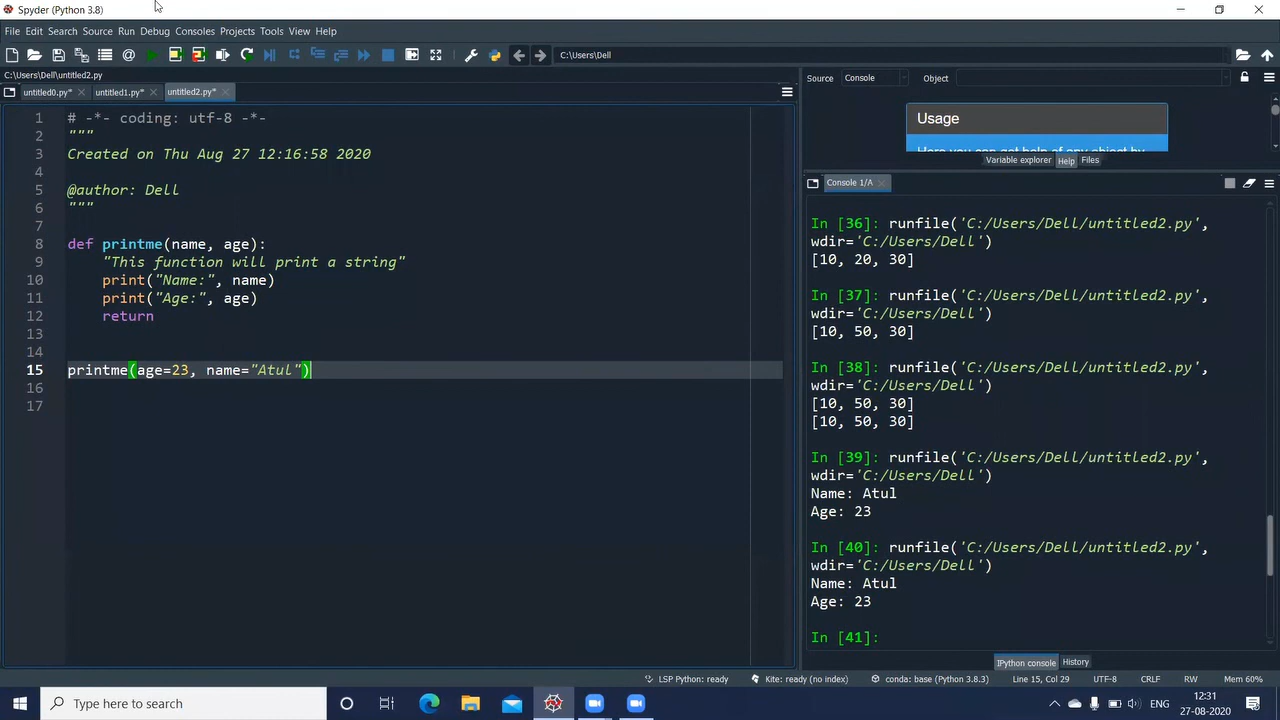 Spyder (Python 3.8)
File Edit Search Source Run Debug Consoles Projects Tools View Help
C:\Users\Dell
C:\Users\Dell\untitled2.py
untitled0.py* untitled1.py* untitled2.py*
1 # -*- coding: utf-8 -*-
2 """
3 Created on Thu Aug 27 12:16:58 2020
4
5 @author: Dell
6 """
7
8 def printme(name, age):
9 "This function will print a string"
10 print("Name:", name)
11 print("Age:", age)
12 return
13
14
15 printme(age=23, name="Atul")
16
17
Source Console Object
Usage
Here you can get help of any object by
Variable explorer Help Files
Console 1/A
In [36]: runfile('C:/Users/Dell/untitled2.py',
wdir='C:/Users/Dell')
[10, 20, 30]
In [37]: runfile('C:/Users/Dell/untitled2.py',
wdir='C:/Users/Dell')
[10, 50, 30]
In [38]: runfile('C:/Users/Dell/untitled2.py',
wdir='C:/Users/Dell')
[10, 50, 30]
[10, 50, 30]
In [39]: runfile('C:/Users/Dell/untitled2.py',
wdir='C:/Users/Dell')
Name: Atul
Age: 23
In [40]: runfile('C:/Users/Dell/untitled2.py',
wdir='C:/Users/Dell')
Name: Atul
Age: 23
In [41]:
IPython console History
LSP Python: ready Kite: ready (no index) conda: base (Python 3.8.3) Line 15, Col 29 UTF-8 CRLF RW Mem 60%
Type here to search
ENG
12:31
27-08-2020